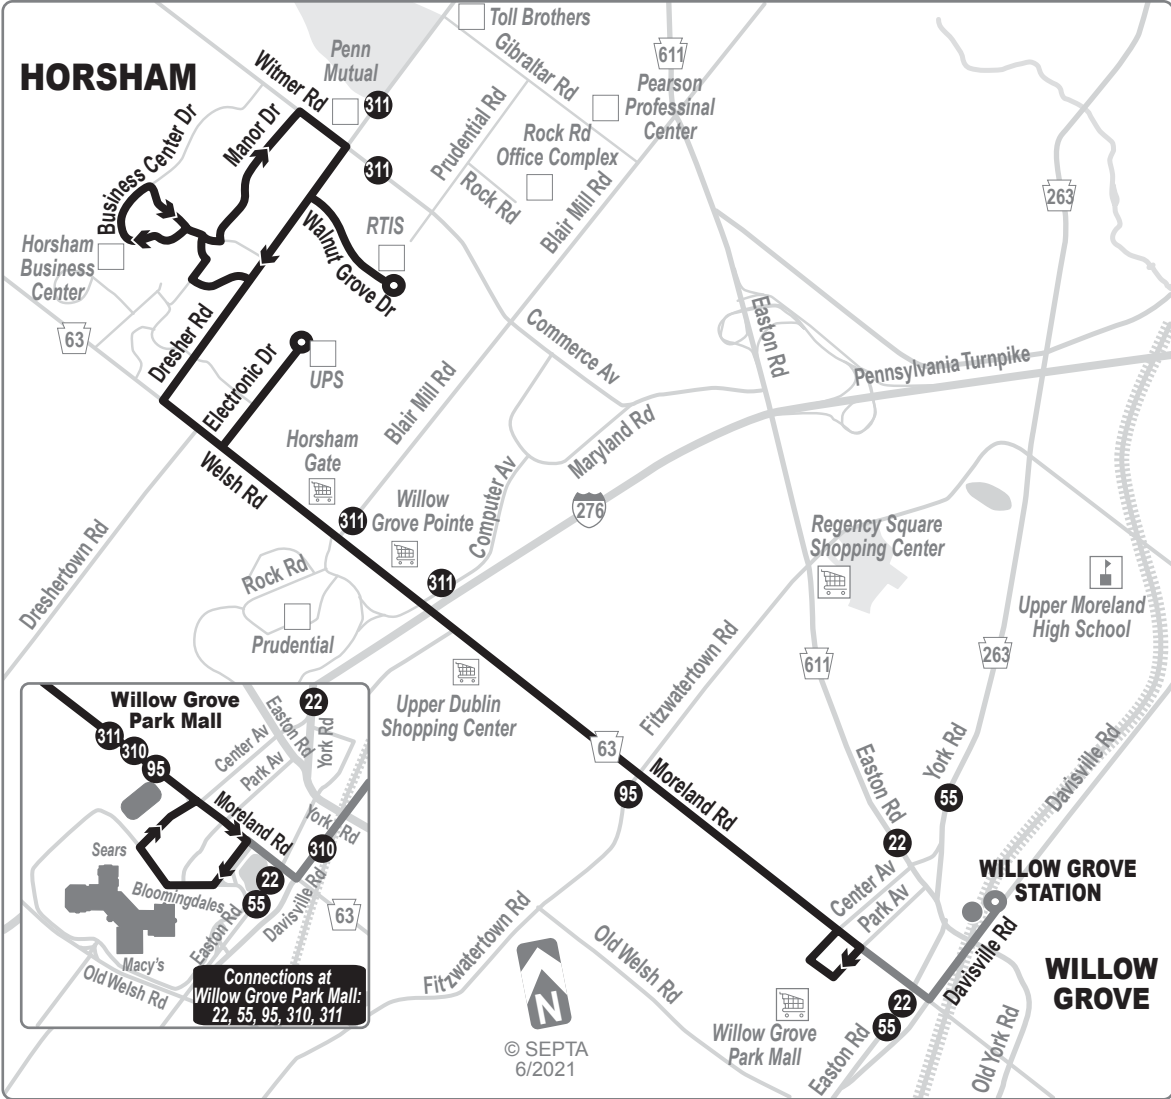 Toll Brothers
Gibraltar Rd
611
HORSHAM
Witmer Rd
Penn
Mutual
311
Pearson
Professinal
Center
Prudential Rd
Rock Rd
Office Complex
Manor Dr
Business Center Dr
311
Rock Rd
Blair Mill Rd
263
Walnut Grove Dr
RTIS
Horsham
Business
Center
63
Dresher Rd
Electronic Dr
UPS
Commerce Av
Easton Rd
Pennsylvania Turnpike
Blair Mill Rd
Maryland Rd
Horsham
Gate
Welsh Rd
Willow
Grove Pointe
311
Computer Av
276
Regency Square
Shopping Center
Dreshertown Rd
Rock Rd
311
Upper Moreland
High School
Prudential
Fitzwatertown Rd
611
263
Upper Dublin
Shopping Center
63
Moreland Rd
95
Easton Rd
York Rd
Davisville Rd
55
22
Center Av
Park Av
WILLOW GROVE
STATION
Davisville Rd
WILLOW
GROVE
Fitzwatertown Rd
Old Welsh Rd
N
22
55
Willow Grove
Park Mall
Easton Rd
Old York Rd
© SEPTA
6/2021
Willow Grove
Park Mall
22
311
310
95
Center Av
Easton Rd
York Rd
Park Av
Moreland Rd
York Rd
310
Sears
Bloomingdales
22
55
Davisville Rd
63
Easton Rd
Macy's
Old Welsh Rd
Connections at
Willow Grove Park Mall:
22, 55, 95, 310, 311